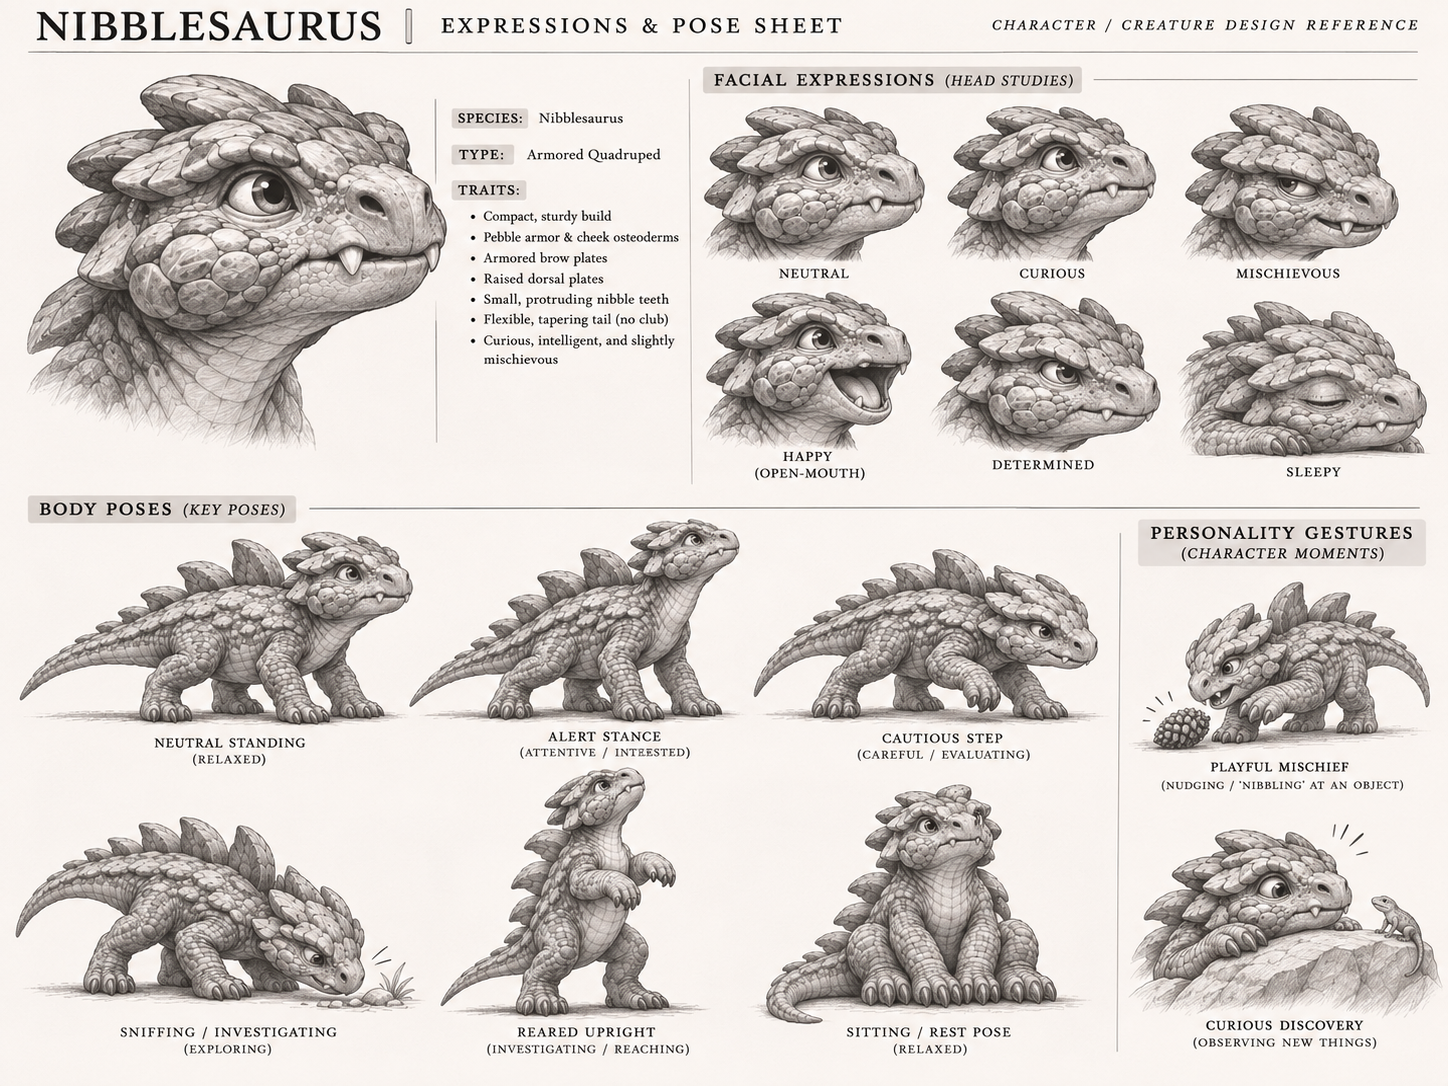 NIBBLESAURUS | EXPRESSIONS & POSE SHEET
CHARACTER / CREATURE DESIGN REFERENCE
SPECIES: Nibblesaurus
TYPE: Armored Quadruped
TRAITS:
• Compact, sturdy build
• Pebble armor & cheek osteoderms
• Armored brow plates
• Raised dorsal plates
• Small, protruding nibble teeth
• Flexible, tapering tail (no club)
• Curious, intelligent, and slightly
mischievous
FACIAL EXPRESSIONS (HEAD STUDIES)
NEUTRAL
CURIOUS
MISCHIEVOUS
HAPPY
(OPEN-MOUTH)
DETERMINED
SLEEPY
BODY POSES (KEY POSES)
NEUTRAL STANDING
(RELAXED)
ALERT STANCE
(ATTENTIVE / INTERESTED)
CAUTIOUS STEP
(CAREFUL / EVALUATING)
SNIFFING / INVESTIGATING
(EXPLORING)
REARED UPRIGHT
(INVESTIGATING / REACHING)
SITTING / REST POSE
(RELAXED)
PERSONALITY GESTURES
(CHARACTER MOMENTS)
PLAYFUL MISCHIEF
(NUDGING / 'NIBBLING' AT AN OBJECT)
CURIOUS DISCOVERY
(OBSERVING NEW THINGS)